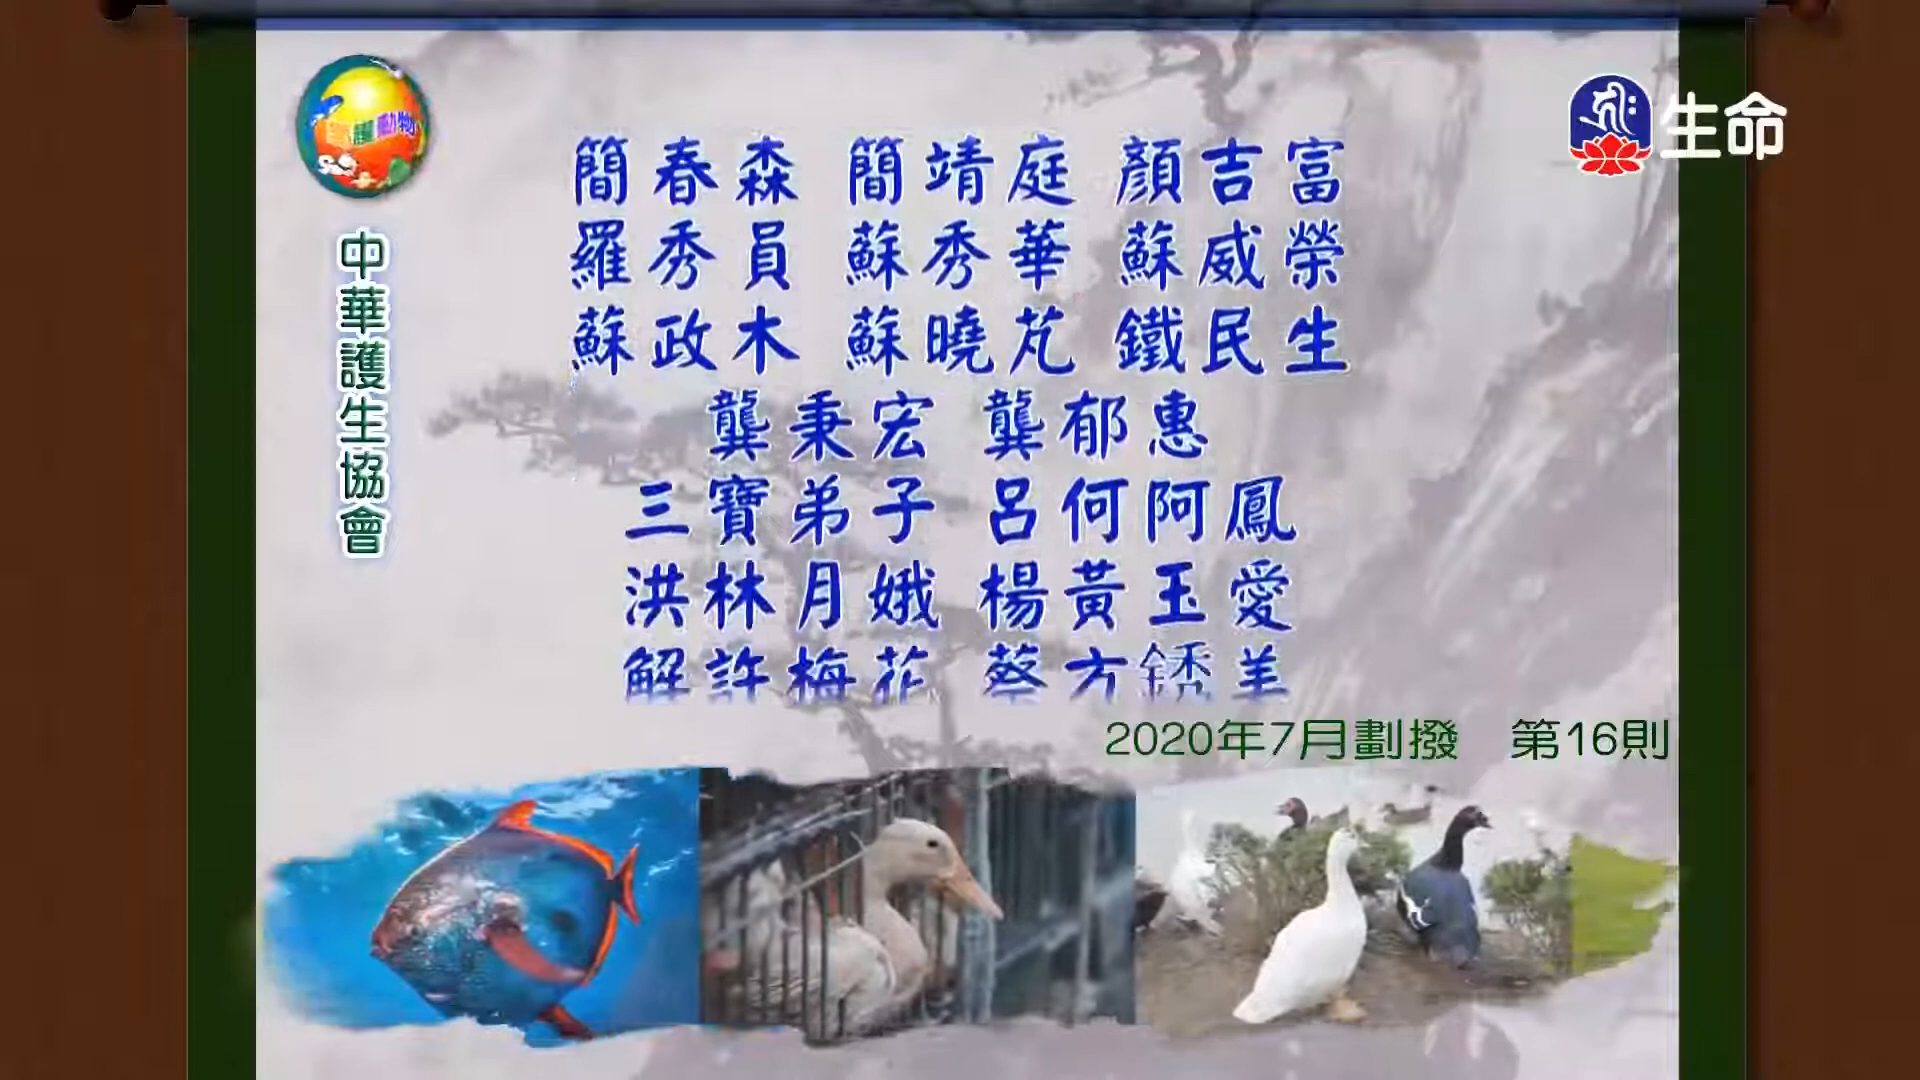 護動物
生命
中華護生協會
簡春森 簡靖庭 顏吉富
羅秀員 蘇秀華 蘇威榮
蘇政木 蘇曉芃 鐵民生
龔秉宏 龔郁惠
三寶弟子 呂何阿鳳
洪林月娥 楊黃玉愛
解許梅花 蔡方銹美
2020年7月劃撥 第16則